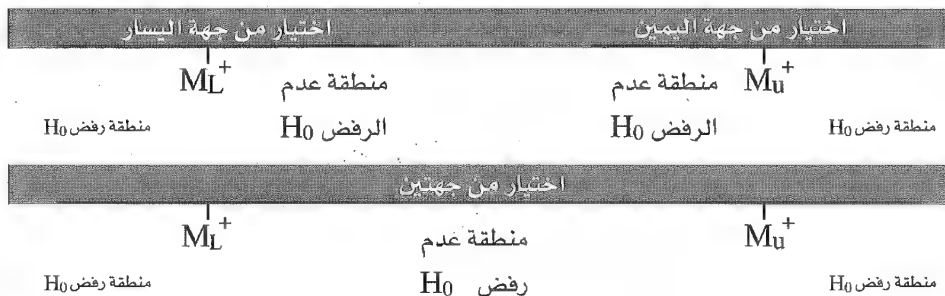 اختيار من جهة اليمين اختيار من جهة اليسار
M_u^+ منطقة عدم منطقة عدم M_L^+
منطقة رفض H₀ الرفض H₀ الرفض H₀ منطقة رفض H₀
اختيار من جهتين
M_u^+ منطقة عدم M_L^+
منطقة رفض H₀ رفض H₀ منطقة رفض H₀